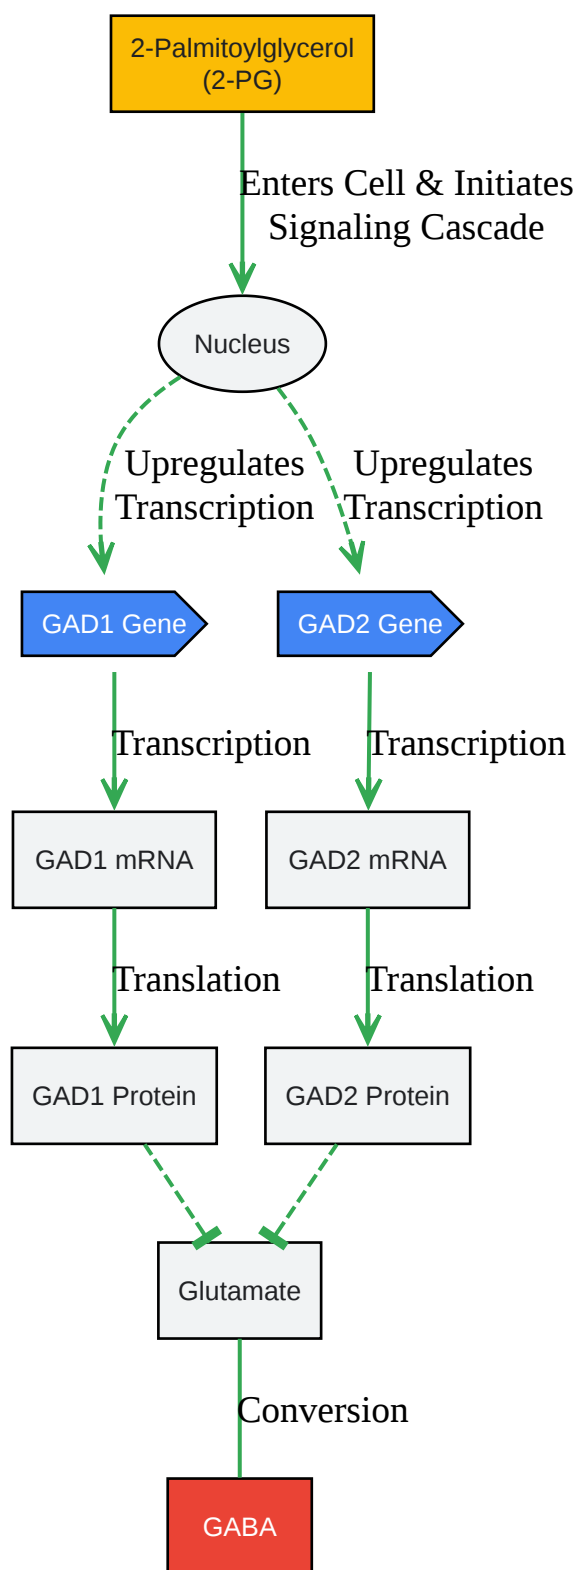 2-Palmitoylglycerol
(2-PG)
Enters Cell & Initiates
Signaling Cascade
Nucleus
Upregulates
Transcription
Upregulates
Transcription
GAD1 Gene
GAD2 Gene
Transcription
Transcription
GAD1 mRNA
GAD2 mRNA
Translation
Translation
GAD1 Protein
GAD2 Protein
Glutamate
Conversion
GABA